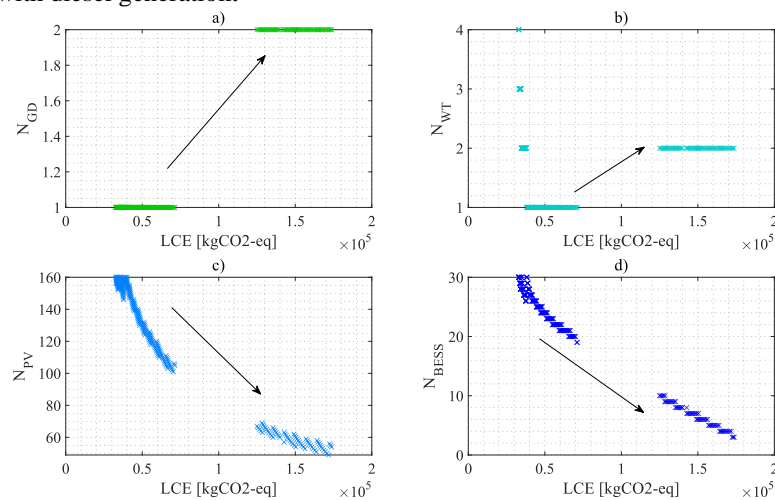 with diesel generation.
a)
2
1.8
1.6
1.4
1.2
1
N_GD
0 0.5 1 1.5 2
LCE [kgCO2-eq] ×10^5
b)
4
3
2
1
N_WT
0 0.5 1 1.5 2
LCE [kgCO2-eq] ×10^5
c)
160
140
120
100
80
60
N_PV
0 0.5 1 1.5 2
LCE [kgCO2-eq] ×10^5
d)
30
20
10
0
N_BESS
0 0.5 1 1.5 2
LCE [kgCO2-eq] ×10^5